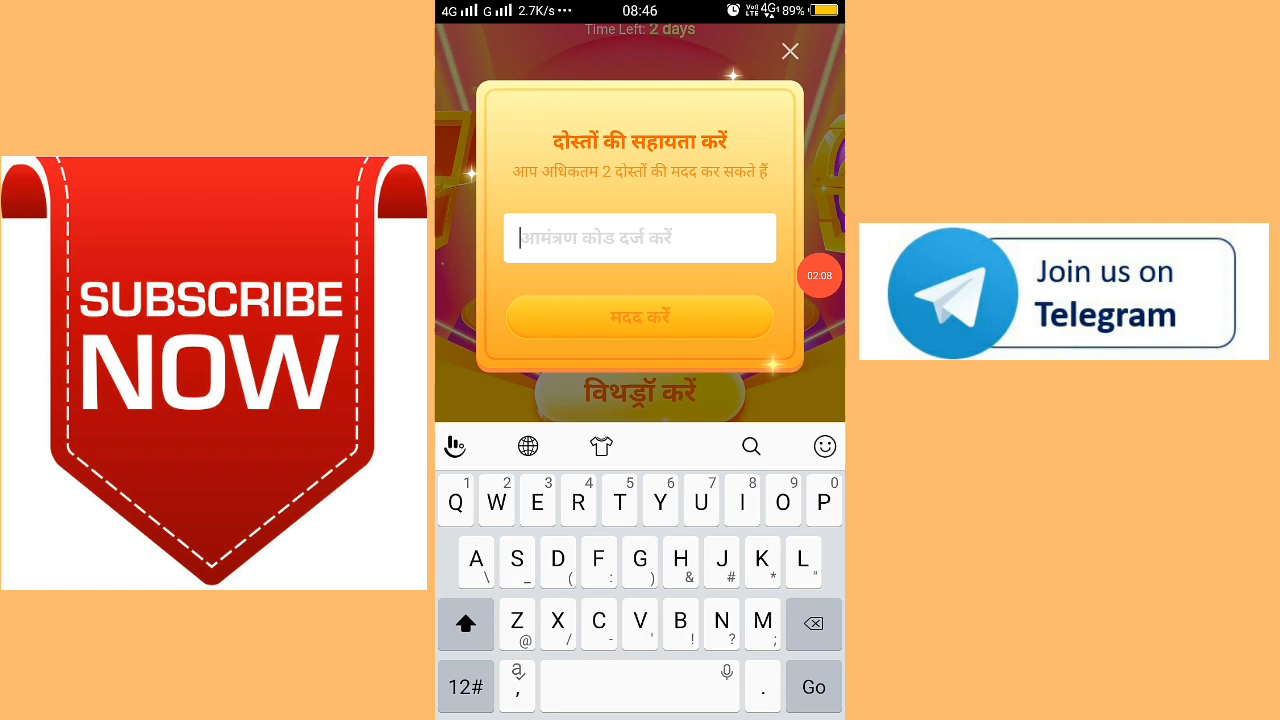 4G G 2.7K/s ··· 08:46 VoLTE 4G 89%
Time Left: 2 days
दोस्तों की सहायता करें
आप अधिकतम 2 दोस्तों की मदद कर सकते हैं
आमंत्रण कोड दर्ज करें
02:08
मदद करें
विथड्रॉ करें
SUBSCRIBE
NOW
Join us on
Telegram
1 2 3 4 5 6 7 8 9 0
Q W E R T Y U I O P
A S D F G H J K L
\ _ ( : ) & # * "
Z X C V B N M
@ / - ' ! ? ;
12# , . Go